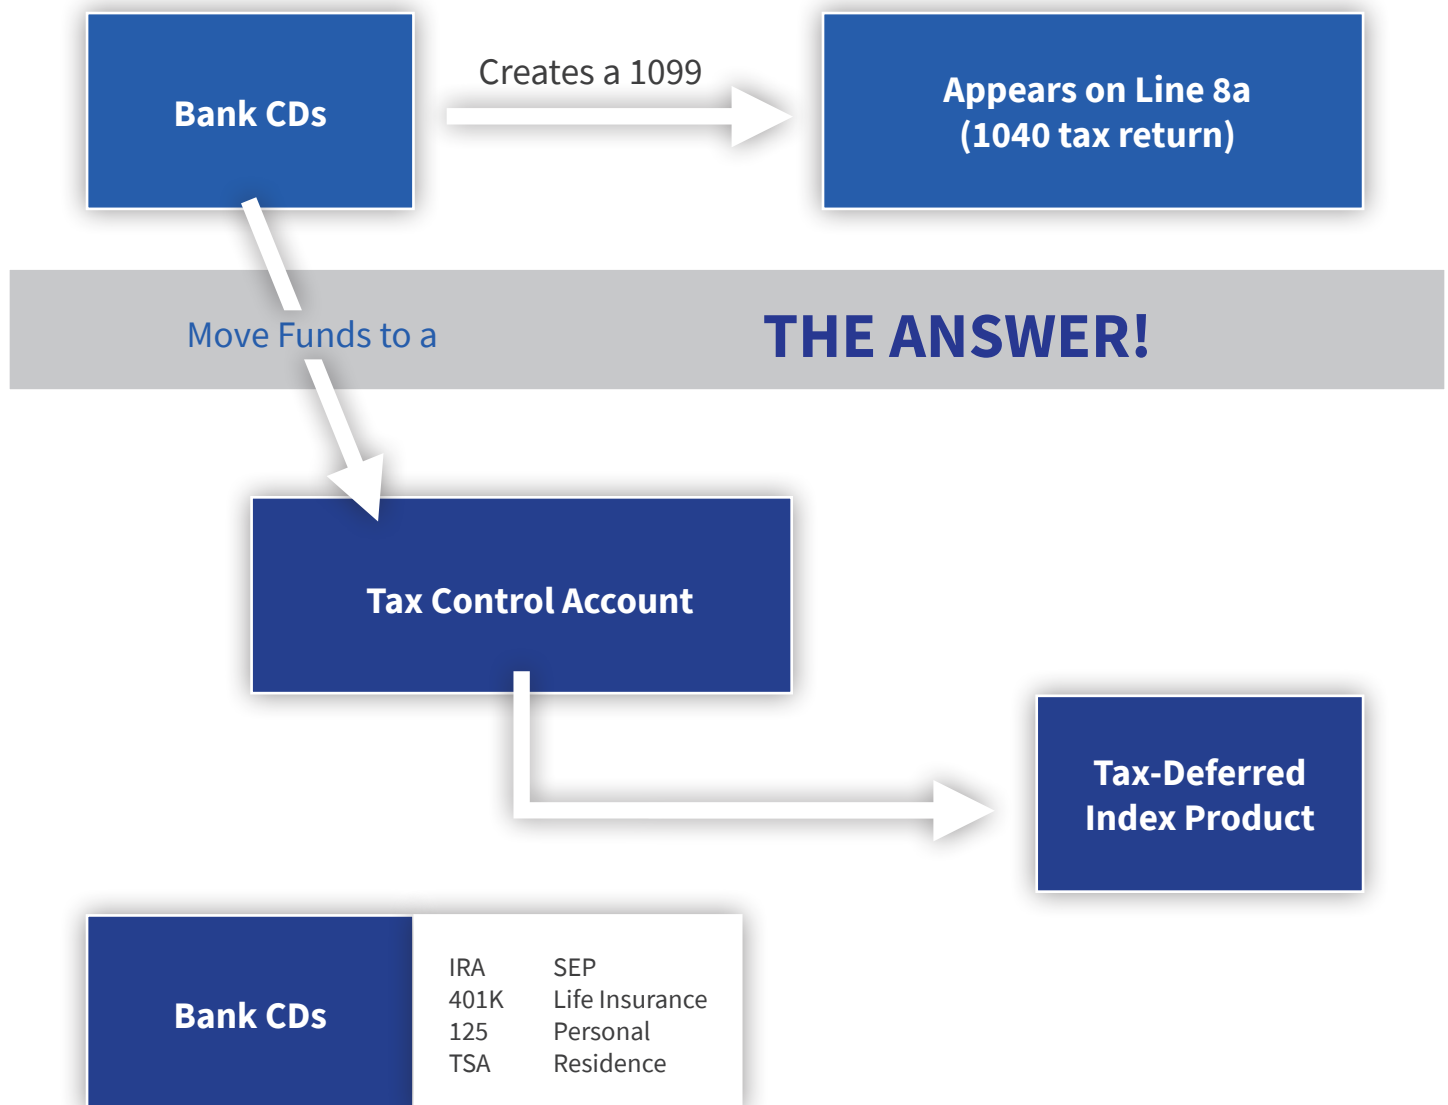 Bank CDs
Creates a 1099
Appears on Line 8a
(1040 tax return)
Move Funds to a
THE ANSWER!
Tax Control Account
Tax-Deferred
Index Product
Bank CDs
IRA SEP
401K Life Insurance
125 Personal
TSA Residence